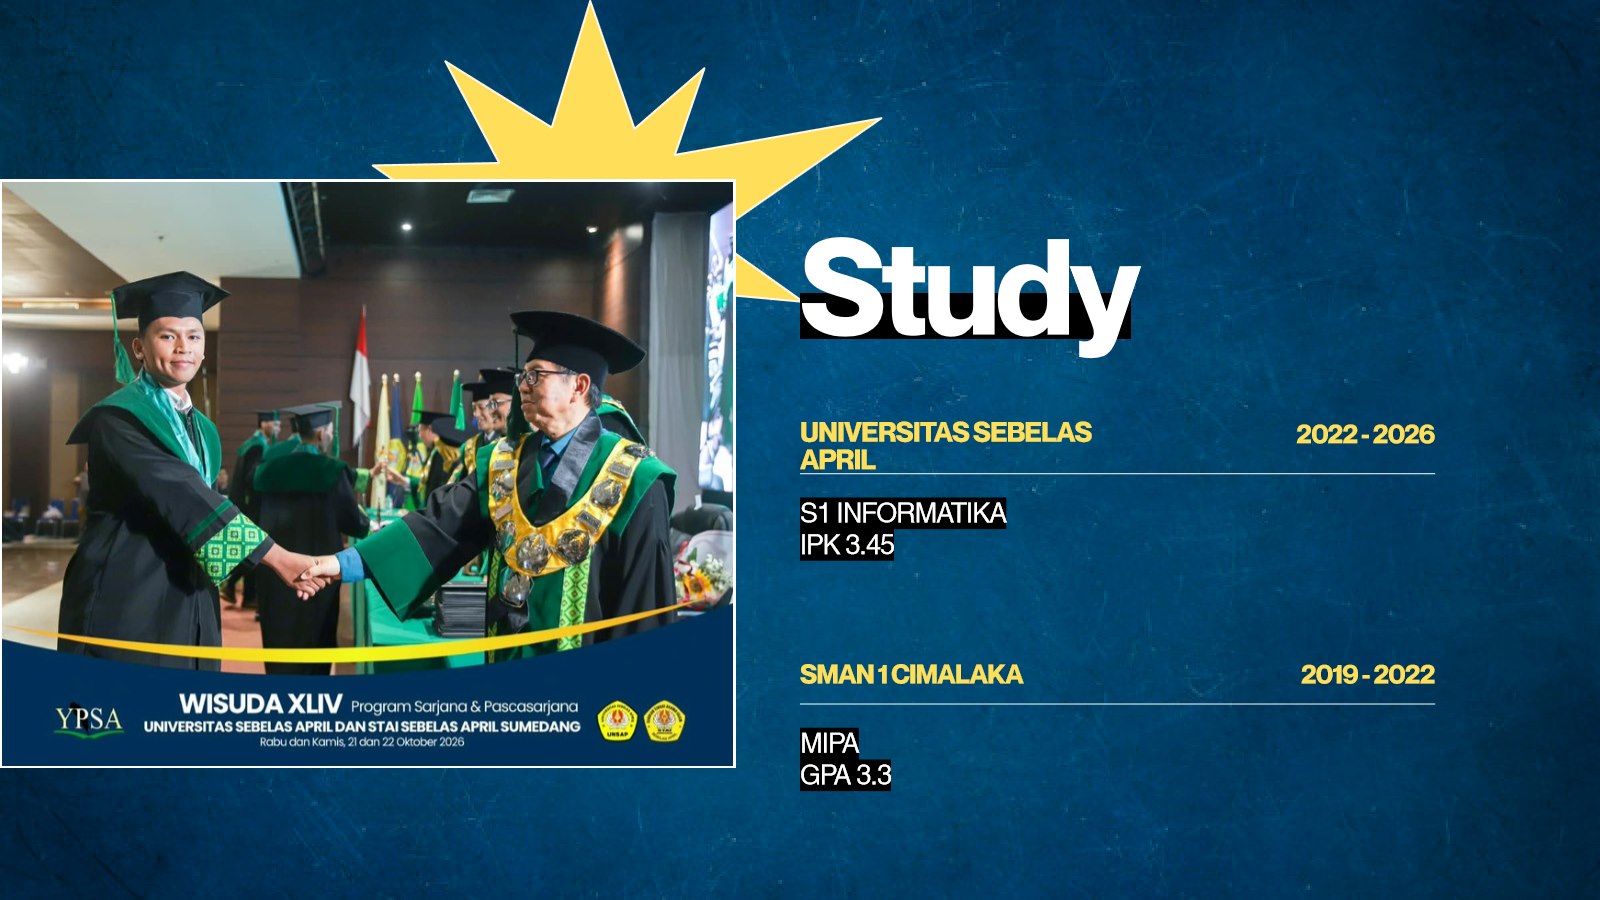 Study
UNIVERSITAS SEBELAS
APRIL
2022 - 2026
S1 INFORMATIKA
IPK 3.45
SMAN 1 CIMALAKA
2019 - 2022
MIPA
GPA 3.3
YPSA
WISUDA XLIV Program Sarjana & Pascasarjana
UNIVERSITAS SEBELAS APRIL DAN STAI SEBELAS APRIL SUMEDANG
Rabu dan Kamis, 21 dan 22 Oktober 2026
UNSAP
STAI